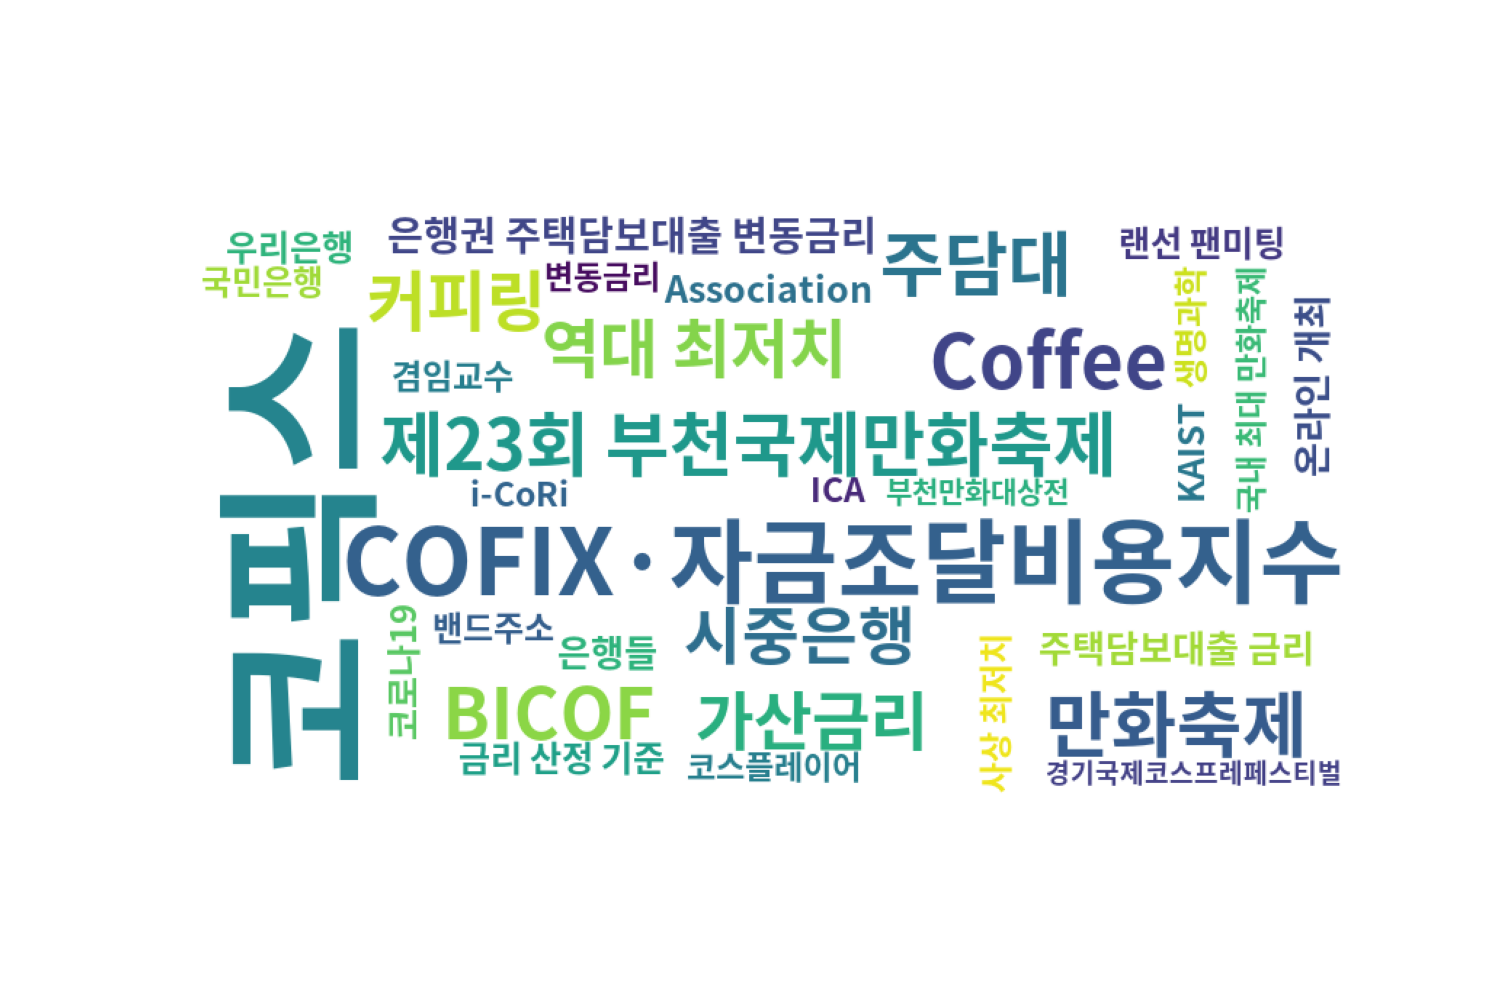 우리은행
은행권 주택담보대출 변동금리
주담대
랜선 팬미팅
국민은행
커피링
변동금리
Association
역대 최저치
Coffee
생명과학
국내 최대 만화축제
온라인 개최
코픽스
겸임교수
제23회 부천국제만화축제
KAIST
i-CoRi
ICA
부천만화대상전
COFIX·자금조달비용지수
코로나19
밴드주소
은행들
시중은행
사상 최저치
주택담보대출 금리
BICOF
가산금리
만화축제
금리 산정 기준
코스플레이어
경기국제코스프레페스티벌